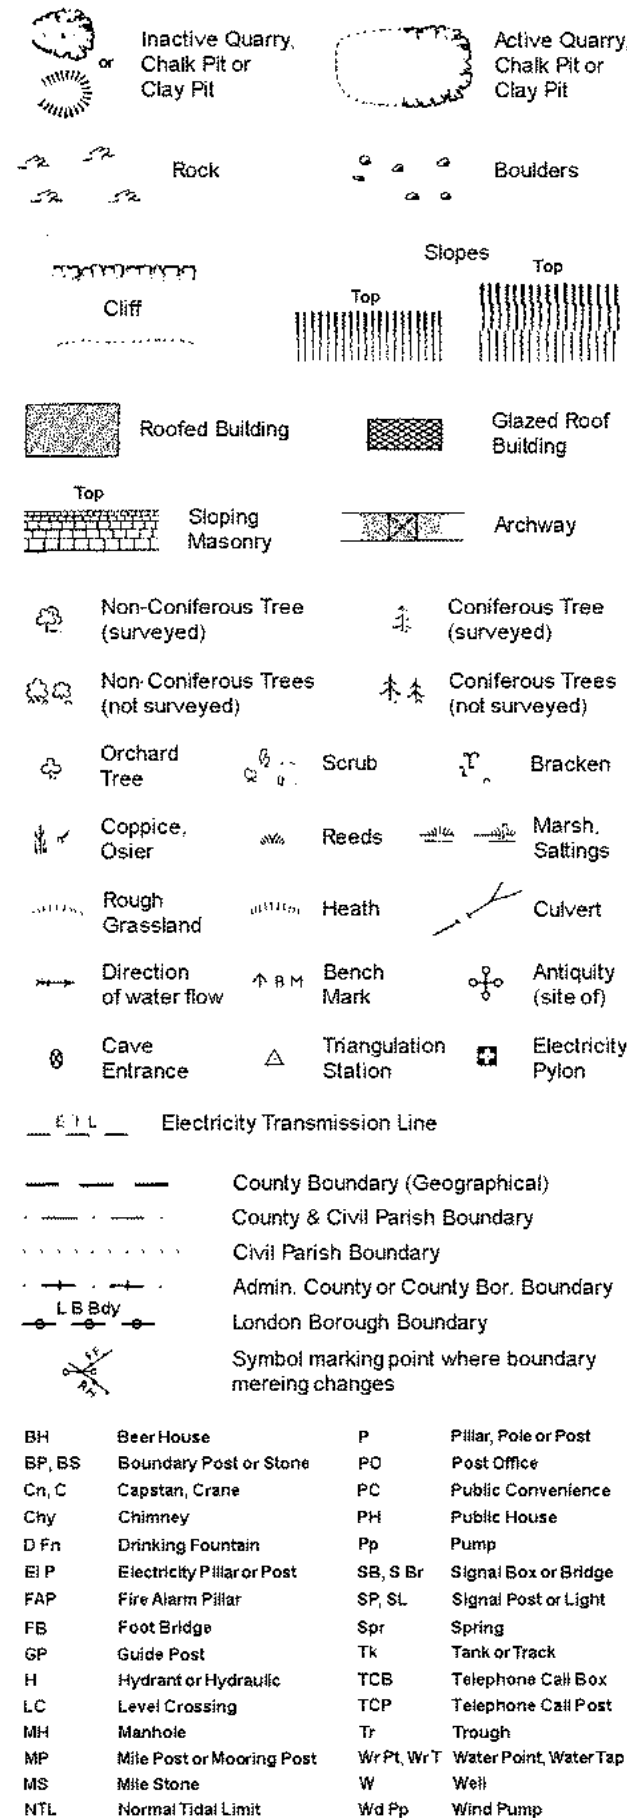 Inactive Quarry,
Chalk Pit or
Clay Pit
or
Active Quarry,
Chalk Pit or
Clay Pit
Rock
Boulders
Slopes
Top
Top
Cliff
Roofed Building
Glazed Roof
Building
Top
Sloping
Masonry
Archway
Non-Coniferous Tree
(surveyed)
Coniferous Tree
(surveyed)
Non-Coniferous Trees
(not surveyed)
Coniferous Trees
(not surveyed)
Orchard
Tree
Scrub
Bracken
Coppice,
Osier
Reeds
Marsh,
Saltings
Rough
Grassland
Heath
Culvert
Direction
of water flow
B M
Bench
Mark
Antiquity
(site of)
Cave
Entrance
Triangulation
Station
Electricity
Pylon
E T L
Electricity Transmission Line
County Boundary (Geographical)
County & Civil Parish Boundary
Civil Parish Boundary
Admin. County or County Bor. Boundary
L B Bdy
London Borough Boundary
FF
RH
Symbol marking point where boundary
mereing changes
BH Beer House
BP, BS Boundary Post or Stone
Cn, C Capstan, Crane
Chy Chimney
D Fn Drinking Fountain
El P Electricity Pillar or Post
FAP Fire Alarm Pillar
FB Foot Bridge
GP Guide Post
H Hydrant or Hydraulic
LC Level Crossing
MH Manhole
MP Mile Post or Mooring Post
MS Mile Stone
NTL Normal Tidal Limit
P Pillar, Pole or Post
PO Post Office
PC Public Convenience
PH Public House
Pp Pump
SB, S Br Signal Box or Bridge
SP, SL Signal Post or Light
Spr Spring
Tk Tank or Track
TCB Telephone Call Box
TCP Telephone Call Post
Tr Trough
Wr Pt, Wr T Water Point, Water Tap
W Well
Wd Pp Wind Pump